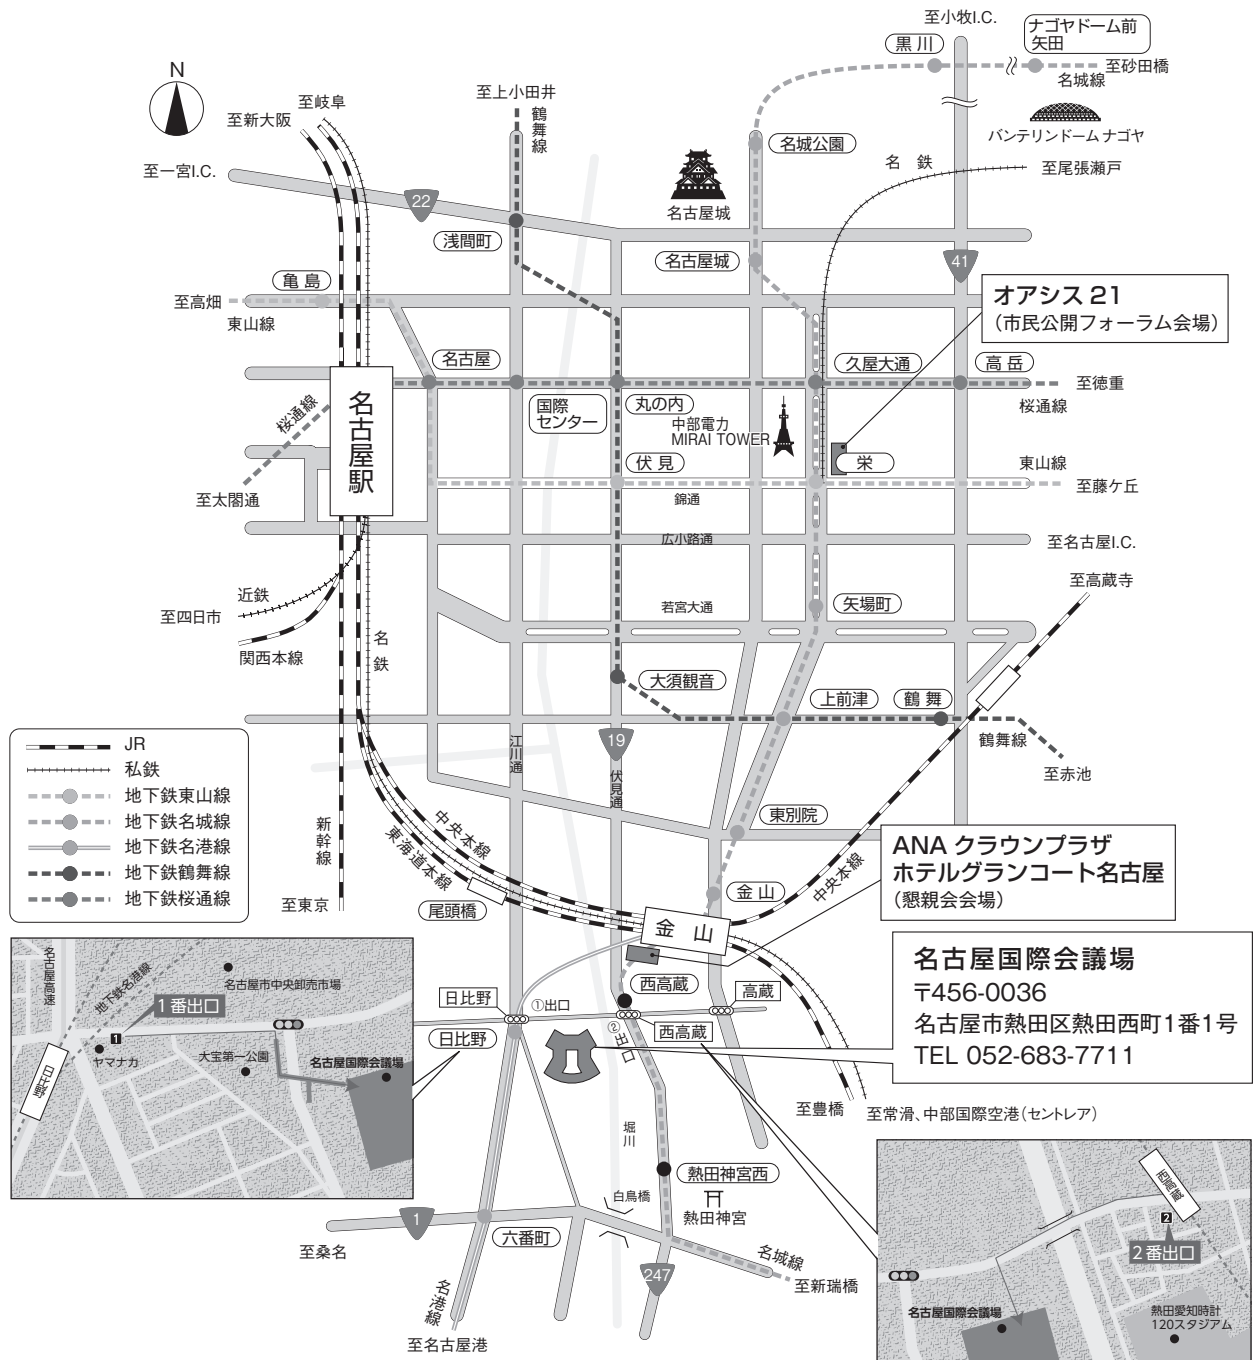 至小牧I.C.
黒川
ナゴヤドーム前
矢田
至砂田橋
名城線
N
至岐阜
至新大阪
至上小田井
鶴舞線
バンテリンドーム ナゴヤ
名城公園
名鉄
至尾張瀬戸
至一宮I.C.
22
名古屋城
浅間町
名古屋城
41
亀島
至高畑
東山線
オアシス 21
（市民公開フォーラム会場）
名古屋
久屋大通
高岳
至徳重
桜通線
桜通線
名古屋駅
国際
センター
丸の内
中部電力
MIRAI TOWER
伏見
栄
東山線
至太閤通
錦通
至藤ケ丘
広小路通
至名古屋I.C.
至高蔵寺
近鉄
至四日市
若宮大通
矢場町
関西本線
名鉄
大須観音
上前津
鶴舞
鶴舞線
至赤池
JR
私鉄
地下鉄東山線
地下鉄名城線
地下鉄名港線
地下鉄鶴舞線
地下鉄桜通線
江川通
19
伏見通
新幹線
中央本線
東海道本線
東別院
ANA クラウンプラザ
ホテルグランコート名古屋
（懇親会会場）
中央本線
至東京
尾頭橋
金山
金山
名古屋国際会議場
〒456-0036
名古屋市熱田区熱田西町1番1号
TEL 052-683-7711
西高蔵
日比野
①出口
高蔵
西高蔵
②出口
日比野
名古屋高速
地下鉄名港線
名古屋市中央卸売市場
1番出口
1
ヤマナカ
大宝第一公園
名古屋国際会議場
日比野
至豊橋
至常滑、中部国際空港（セントレア）
堀川
熱田神宮西
白鳥橋
熱田神宮
1
至桑名
六番町
247
名城線
至新瑞橋
名港線
至名古屋港
西高蔵
2
2番出口
名古屋国際会議場
熱田愛知時計
120スタジアム